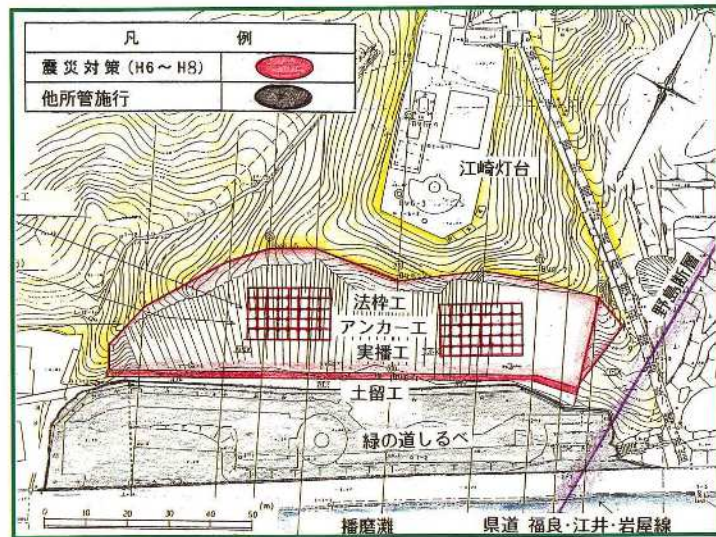 凡 例
震災対策(H6〜H8)
他所管施行
江崎灯台
野島断層
法枠工
アンカー工
実播工
土留工
緑の道しるべ
0 10 20 30 40 50 (m)
播磨灘
県道 福良・江井・岩屋線